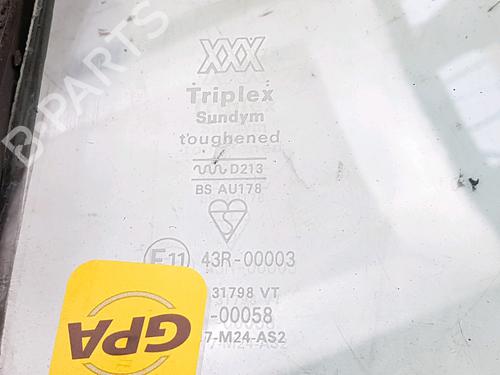 XXX
Triplex
Sundym
toughened
D213
BS AU178
E11 43R-00003
31798 VT
-00058
7-M24-AS2
GPA
B-PARTS